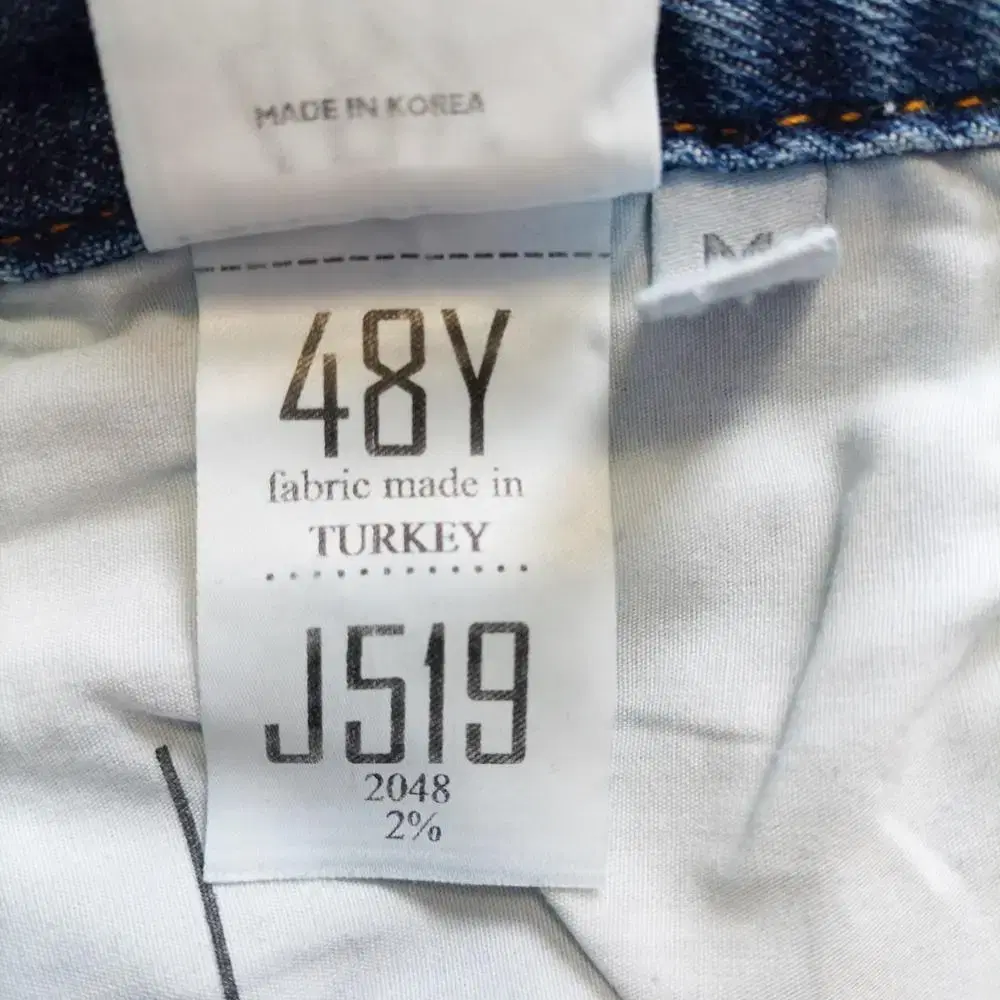 MADE IN KOREA
M
48Y
fabric made in
TURKEY
J519
2048
2%